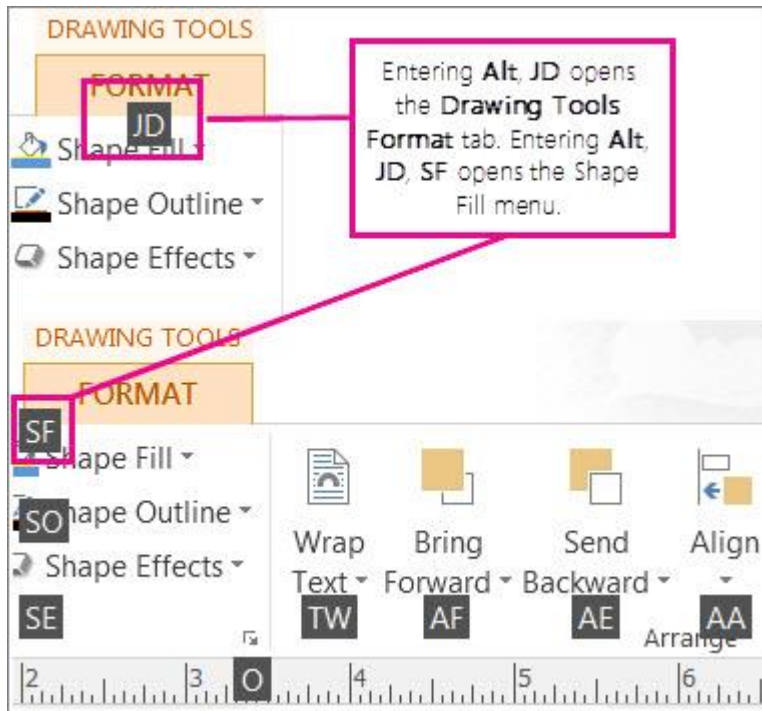 DRAWING TOOLS
FORMAT
JD
Shape Fill
Shape Outline
Shape Effects
Entering Alt, JD opens
the Drawing Tools
Format tab. Entering Alt,
JD, SF opens the Shape
Fill menu.
DRAWING TOOLS
FORMAT
SF
Shape Fill
SO
Shape Outline
Shape Effects
SE
Wrap
Text
TW
Bring
Forward
AF
Send
Backward
AE
Align
AA
Arrange
O
2 3 4 5 6